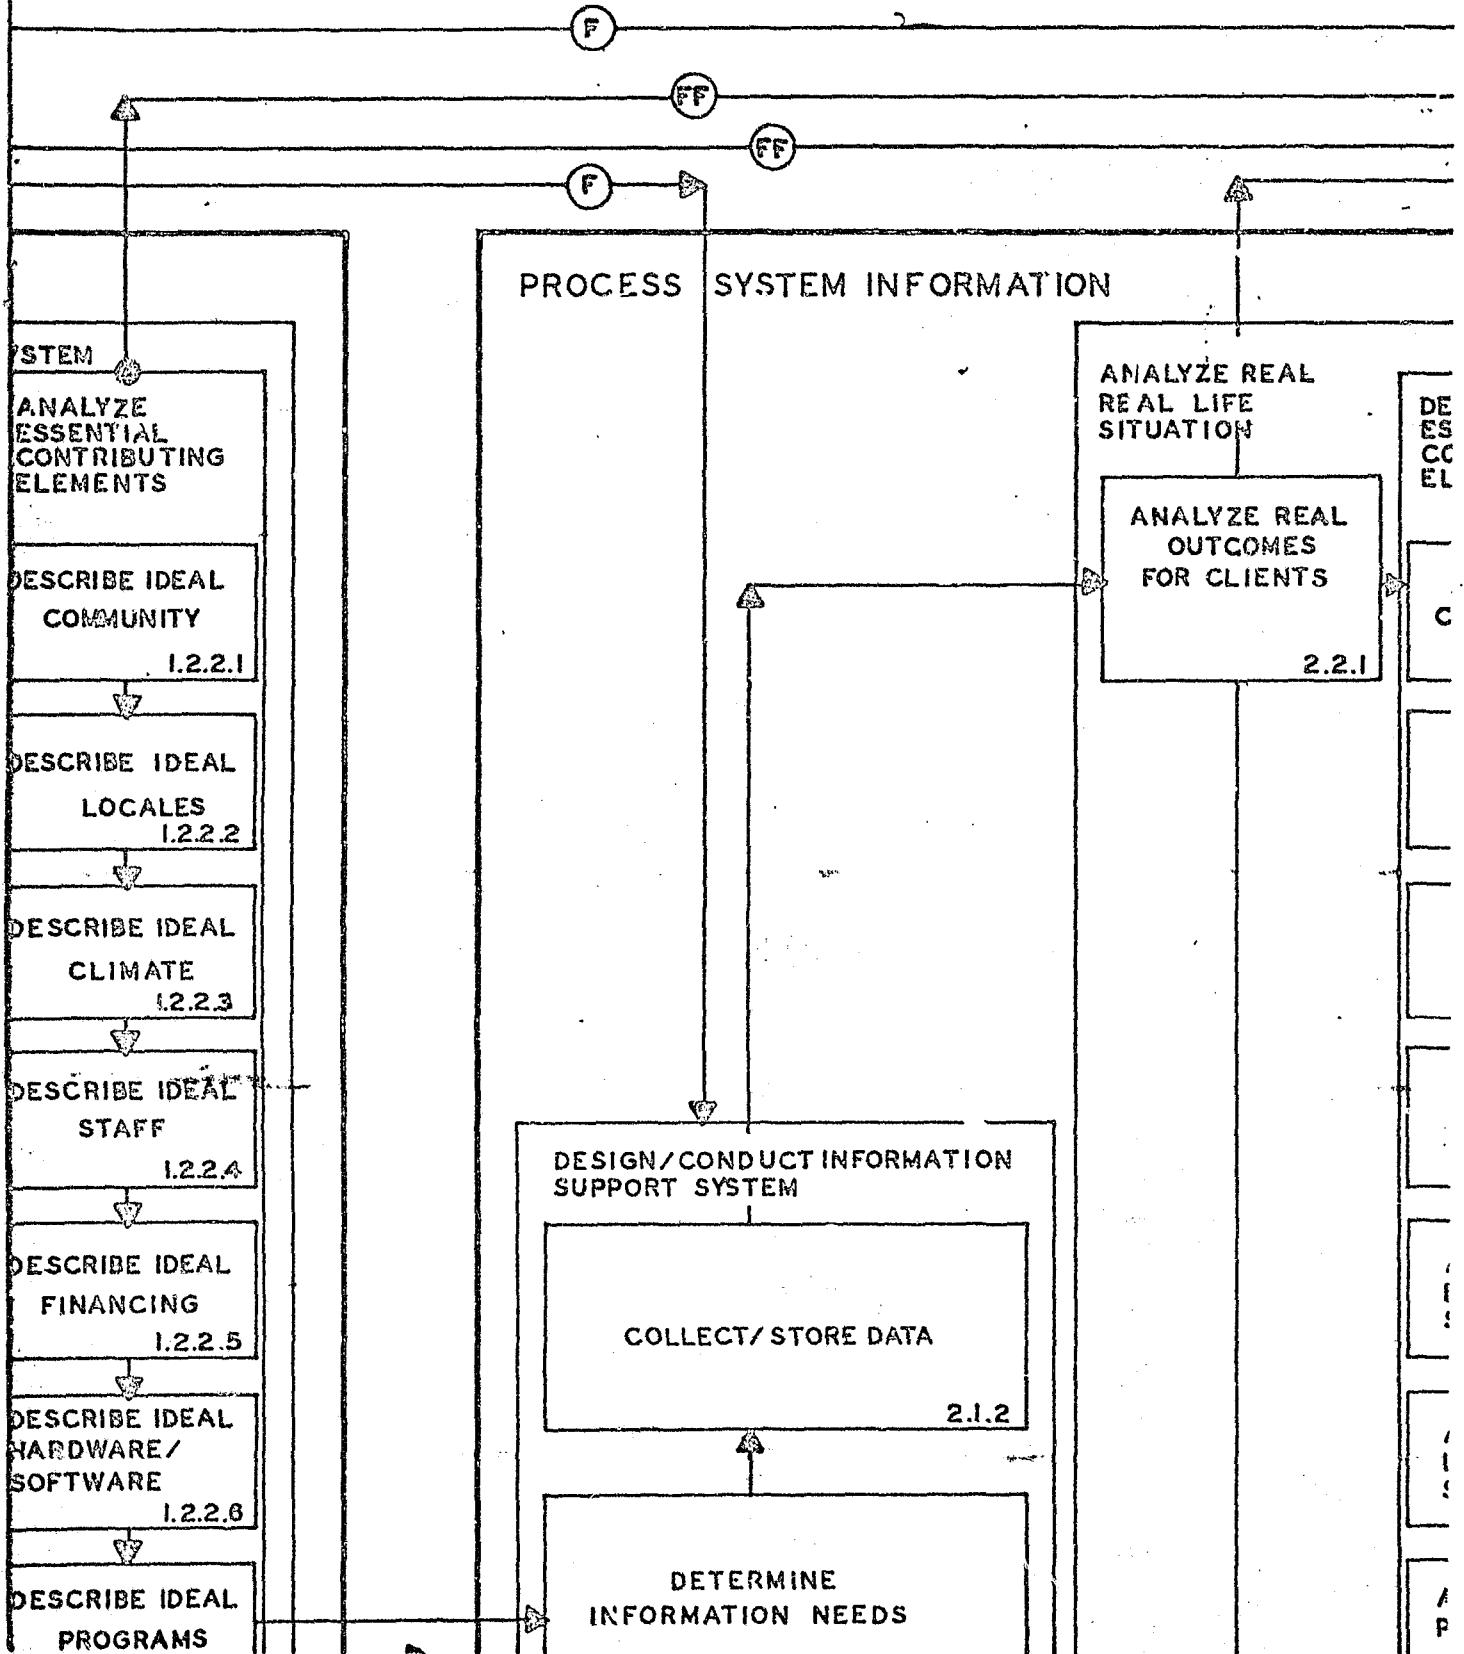 F
FF
FF
F
PROCESS SYSTEM INFORMATION
STEM
ANALYZE
ESSENTIAL
CONTRIBUTING
ELEMENTS
DESCRIBE IDEAL
COMMUNITY
1.2.2.1
DESCRIBE IDEAL
LOCALES
1.2.2.2
DESCRIBE IDEAL
CLIMATE
1.2.2.3
DESCRIBE IDEAL
STAFF
1.2.2.4
DESCRIBE IDEAL
FINANCING
1.2.2.5
DESCRIBE IDEAL
HARDWARE/
SOFTWARE
1.2.2.6
DESCRIBE IDEAL
PROGRAMS
DESIGN/CONDUCT INFORMATION
SUPPORT SYSTEM
COLLECT/STORE DATA
2.1.2
DETERMINE
INFORMATION NEEDS
ANALYZE REAL
REAL LIFE
SITUATION
ANALYZE REAL
OUTCOMES
FOR CLIENTS
2.2.1
DE
ES
CO
EL
C